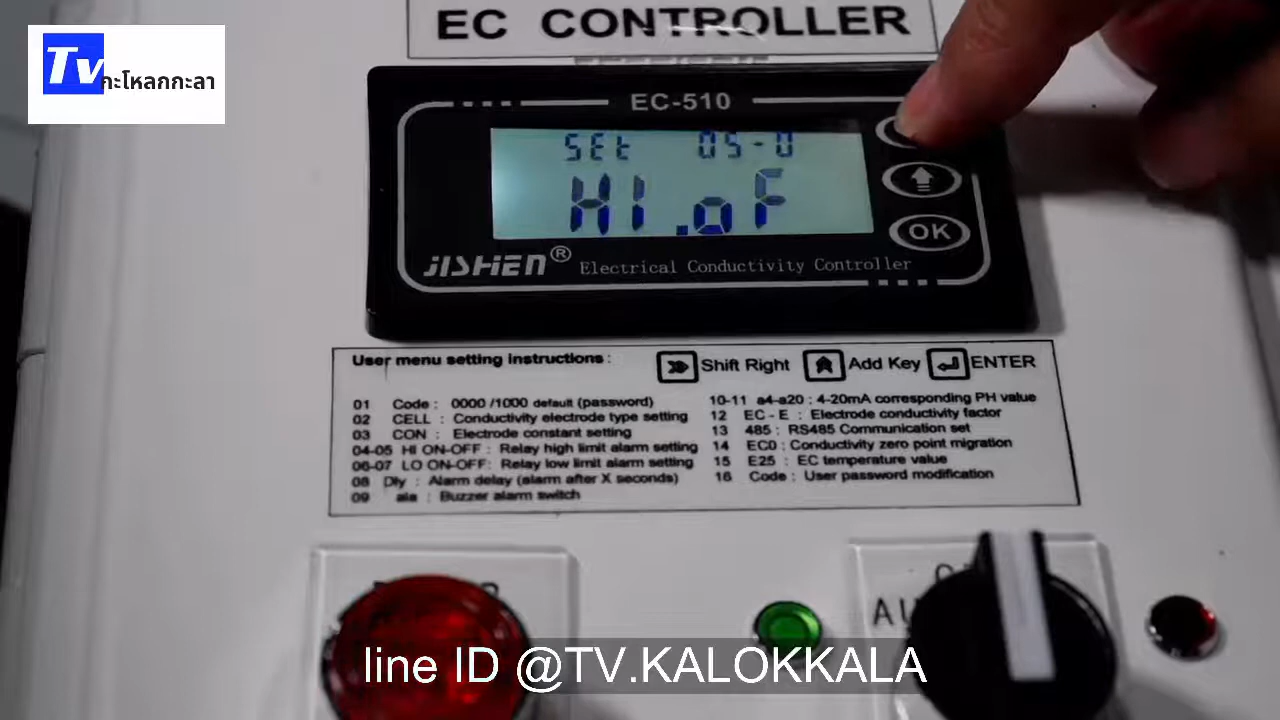 EC CONTROLLER
Tv
กะโหลกกะลา
EC-510
SEt 05-0
HI.oF
OK
JISHEN®
Electrical Conductivity Controller
User menu setting instructions: Shift Right Add Key ENTER
01 Code: 0000 /1000 default (password)
02 CELL: Conductivity electrode type setting
03 CON : Electrode constant setting
04-05 HI ON-OFF : Relay high limit alarm setting
06-07 LO ON-OFF: Relay low limit alarm setting
08 Dly : Alarm delay (alarm after X seconds)
09 ala : Buzzer alarm switch
10-11 a4-a20 : 4-20mA corresponding PH value
12 EC - E : Electrode conductivity factor
13 485 : RS485 Communication set
14 EC0 : Conductivity zero point migration
15 E25 : EC temperature value
16 Code : User password modification
line ID @TV.KALOKKALA